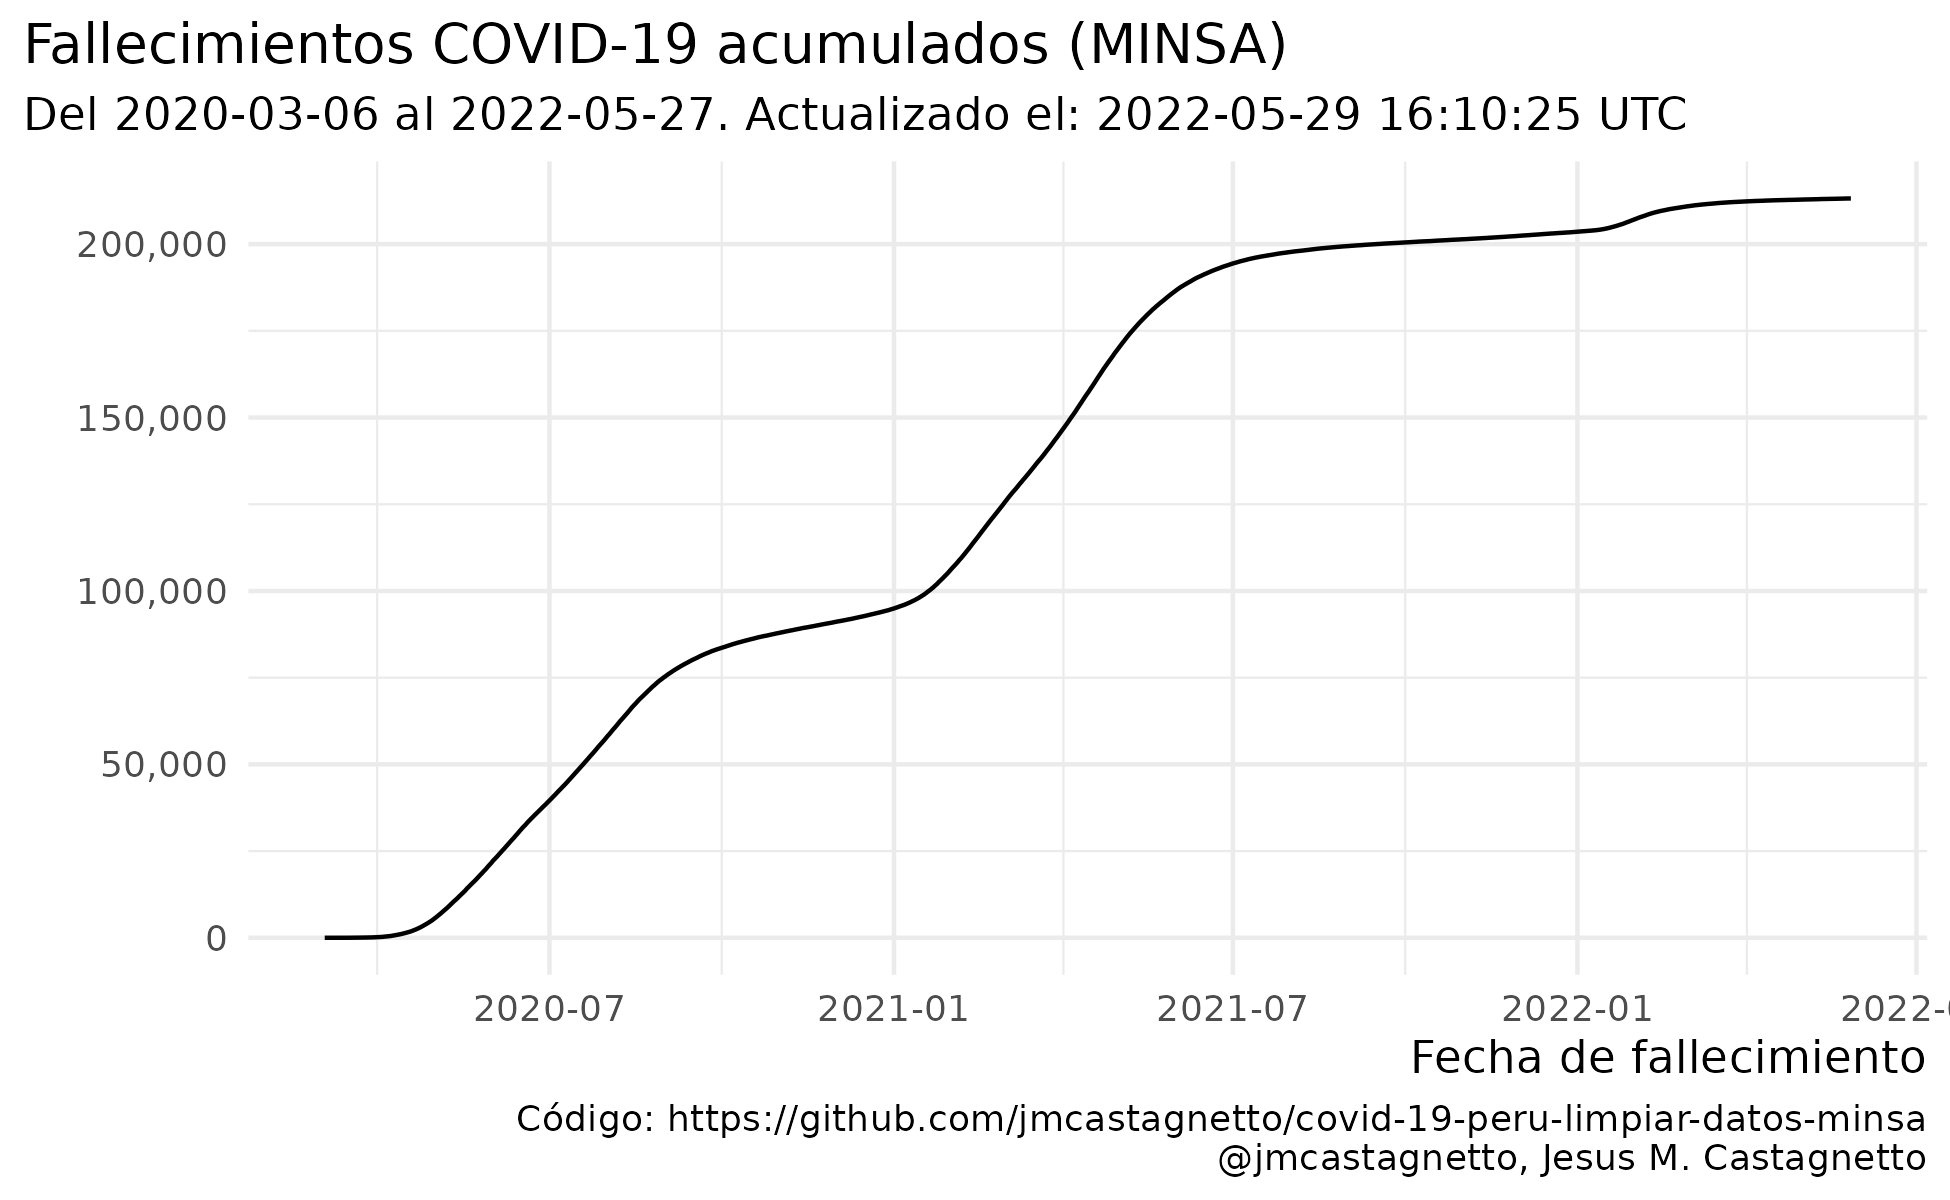 Fallecimientos COVID-19 acumulados (MINSA)
Del 2020-03-06 al 2022-05-27. Actualizado el: 2022-05-29 16:10:25 UTC
200,000
150,000
100,000
50,000
0
2020-07 2021-01 2021-07 2022-01
Fecha de fallecimiento
Código: https://github.com/jmcastagnetto/covid-19-peru-limpiar-datos-minsa
@jmcastagnetto, Jesus M. Castagnetto